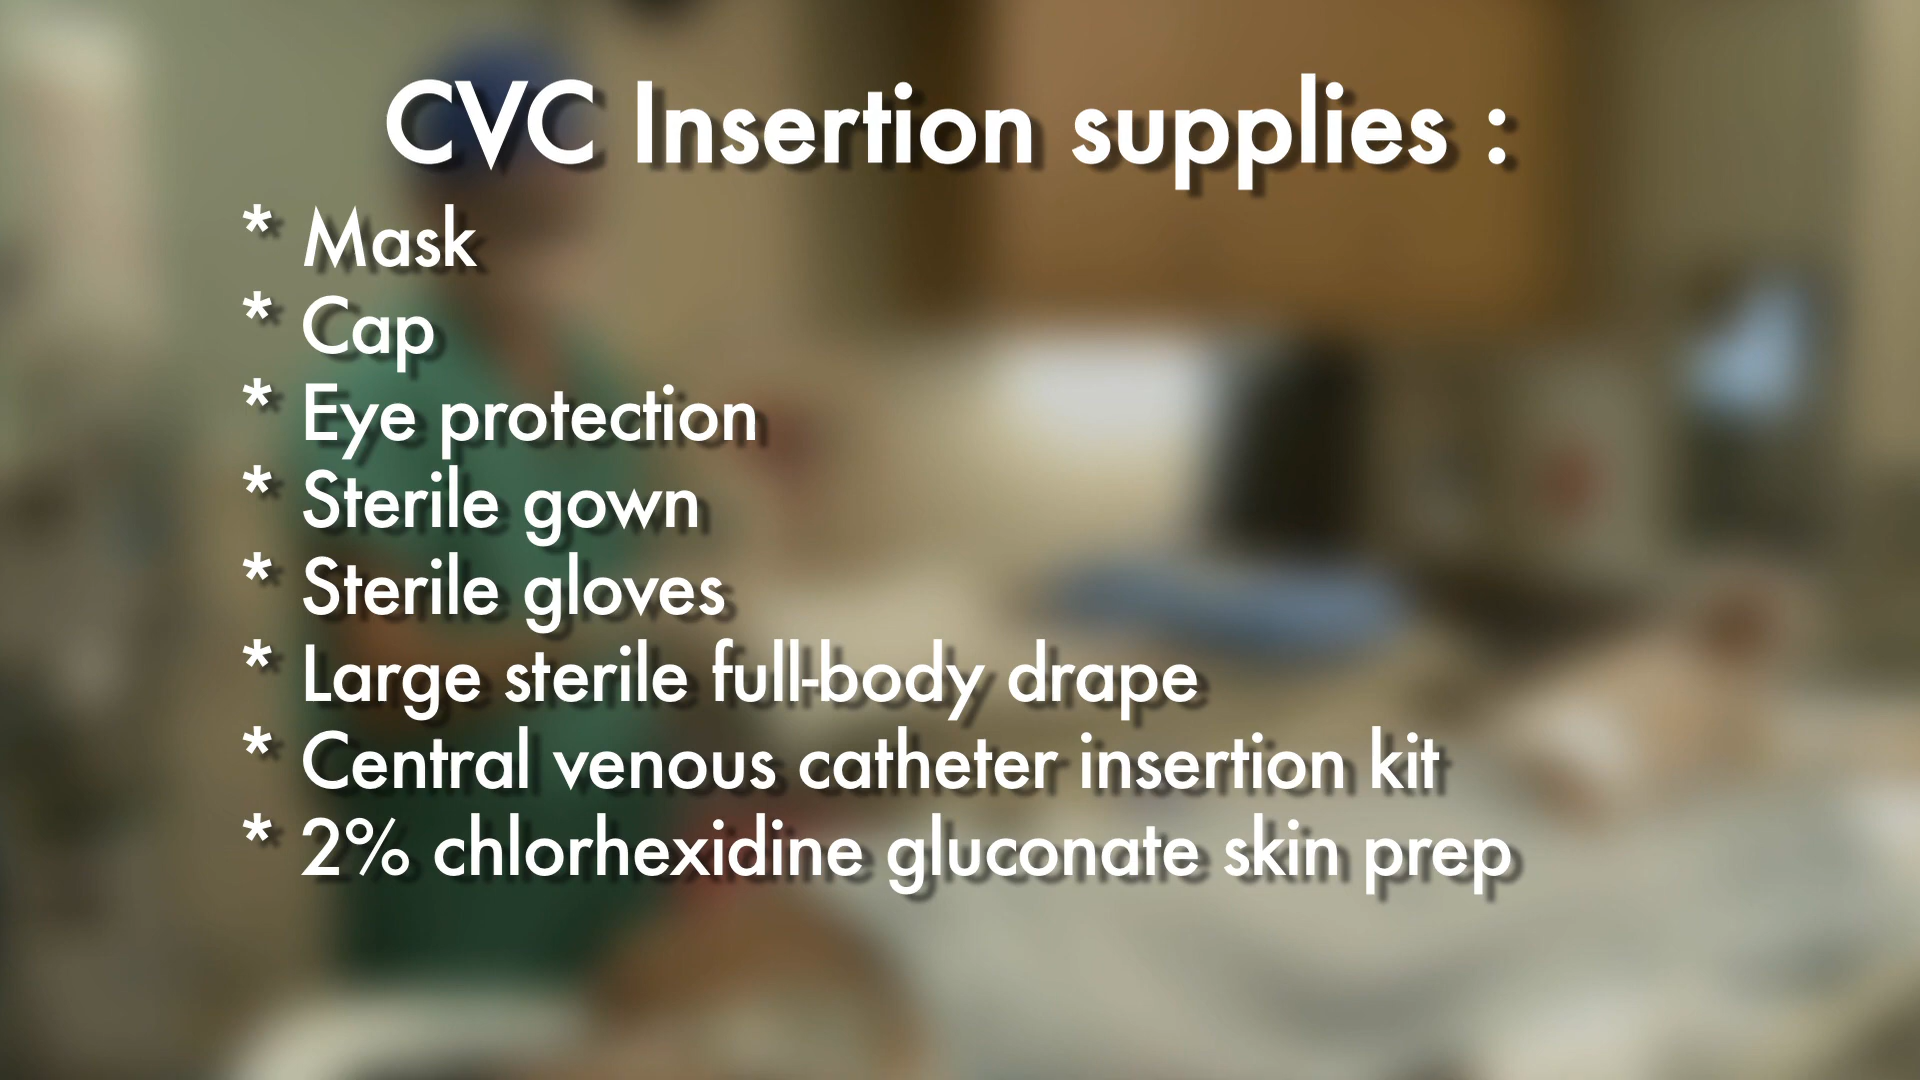 CVC Insertion supplies :
* Mask
* Cap
* Eye protection
* Sterile gown
* Sterile gloves
* Large sterile full-body drape
* Central venous catheter insertion kit
* 2% chlorhexidine gluconate skin prep